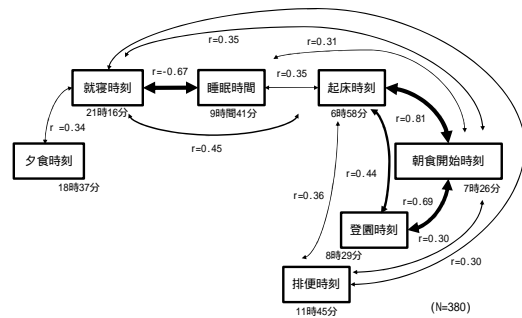 r=0.35
r=0.31
就寝時刻
r=-0.67
睡眠時間
r=0.35
起床時刻
21時16分
9時間41分
6時58分
r=0.81
r =0.34
r=0.45
夕食時刻
18時37分
朝食開始時刻
7時26分
r=0.44
r=0.36
r=0.69
登園時刻
8時29分
r=0.30
r=0.30
排便時刻
11時45分
(N=380)